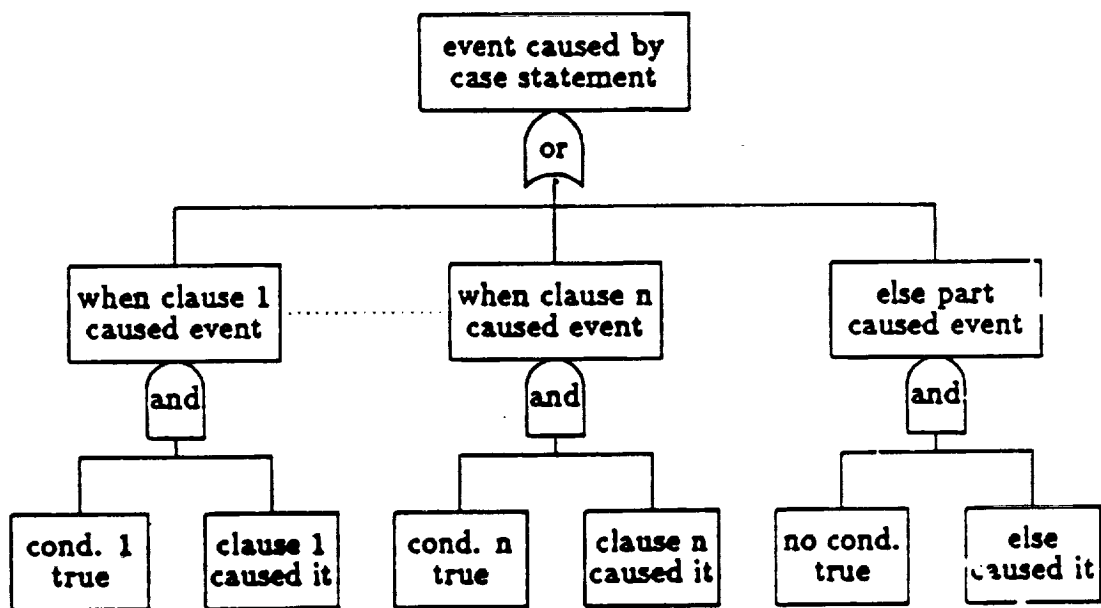 event caused by
case statement
or
when clause 1
caused event
when clause n
caused event
else part
caused event
and
and
and
cond. 1
true
clause 1
caused it
cond. n
true
clause n
caused it
no cond.
true
else
caused it